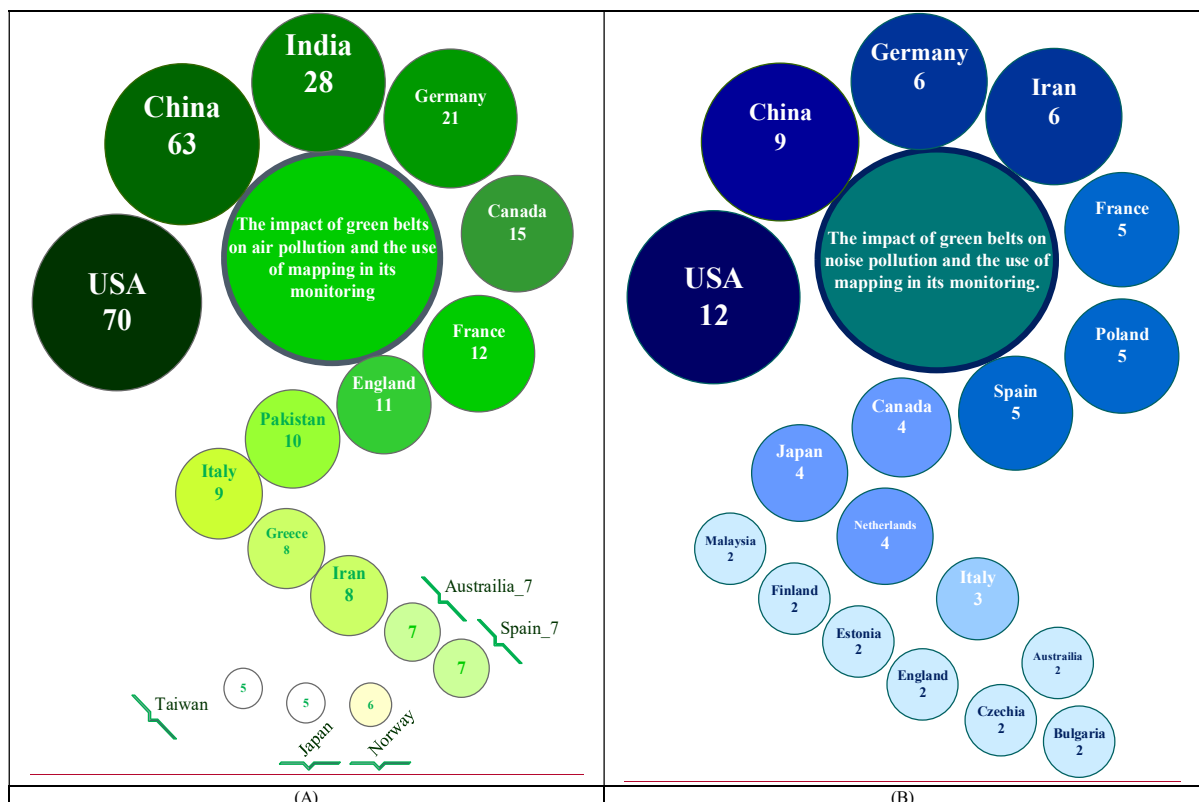 India
28
Germany
21
China
63
Canada
15
The impact of green belts
on air pollution and the use
of mapping in its
monitoring
USA
70
France
12
England
11
Pakistan
10
Italy
9
Greece
8
Iran
8
Austrailia_7
7
Spain_7
7
Taiwan
5
5
6
Japan
Norway
(A)
Germany
6
Iran
6
China
9
France
5
The impact of green belts on
noise pollution and the use of
mapping in its monitoring.
USA
12
Poland
5
Spain
5
Canada
4
Japan
4
Netherlands
4
Malaysia
2
Finland
2
Italy
3
Estonia
2
England
2
Austrailia
2
Czechia
2
Bulgaria
2
(B)